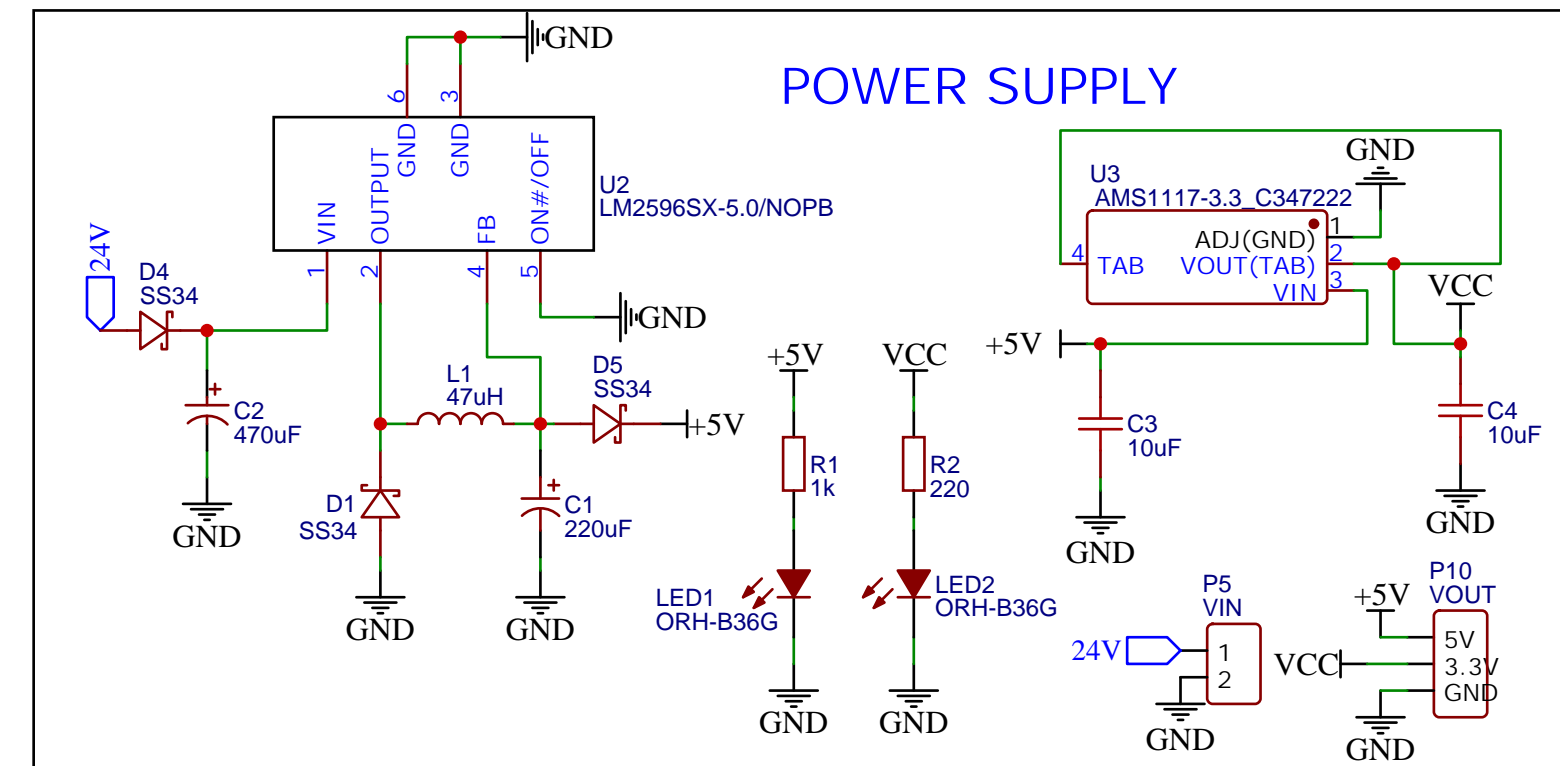 POWER SUPPLY
GND
6
3
GND
GND
VIN
OUTPUT
FB
ON#/OFF
U2
LM2596SX-5.0/NOPB
1
2
4
5
24V
D4
SS34
C2
470uF
GND
GND
L1
47uH
D5
SS34
+5V
D1
SS34
GND
C1
220uF
GND
+5V
R1
1k
LED1
ORH-B36G
GND
VCC
R2
220
LED2
ORH-B36G
GND
GND
U3
AMS1117-3.3_C347222
ADJ(GND)
1
4
TAB
VOUT(TAB)
2
VIN
3
+5V
C3
10uF
GND
VCC
C4
10uF
GND
P5
VIN
24V
1
2
GND
P10
VOUT
+5V
5V
VCC
3.3V
GND
GND